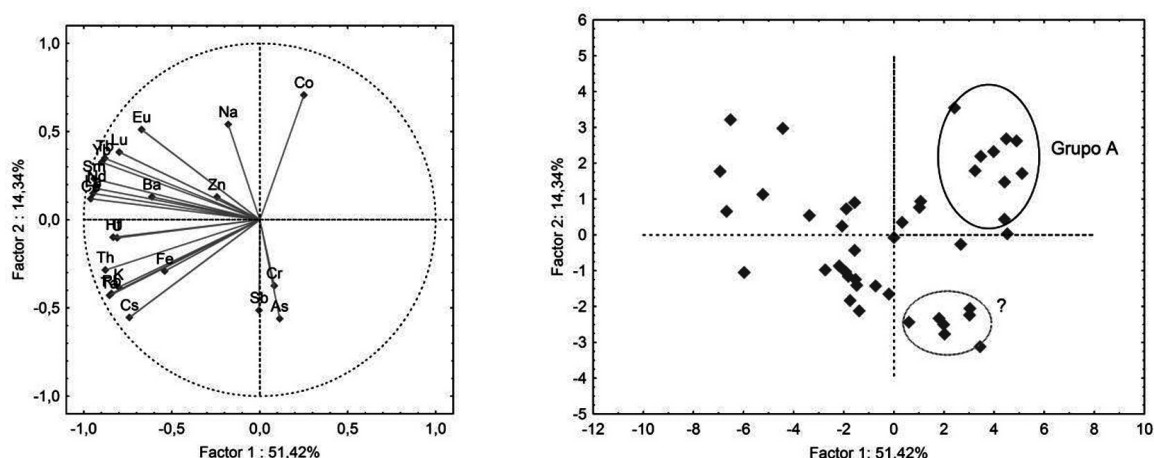 1,0
0,5
0,0
-0,5
-1,0
Factor 2 : 14,34%
Co
Na
Eu
Lu
Ba
Zn
Th
K
Fe
Cs
Cr
Sb
As
-1,0 -0,5 0,0 0,5 1,0
Factor 1 : 51.42%
6
5
4
3
2
1
0
-1
-2
-3
-4
-5
Factor 2: 14,34%
Grupo A
?
-12 -10 -8 -6 -4 -2 0 2 4 6 8 10
Factor 1: 51.42%